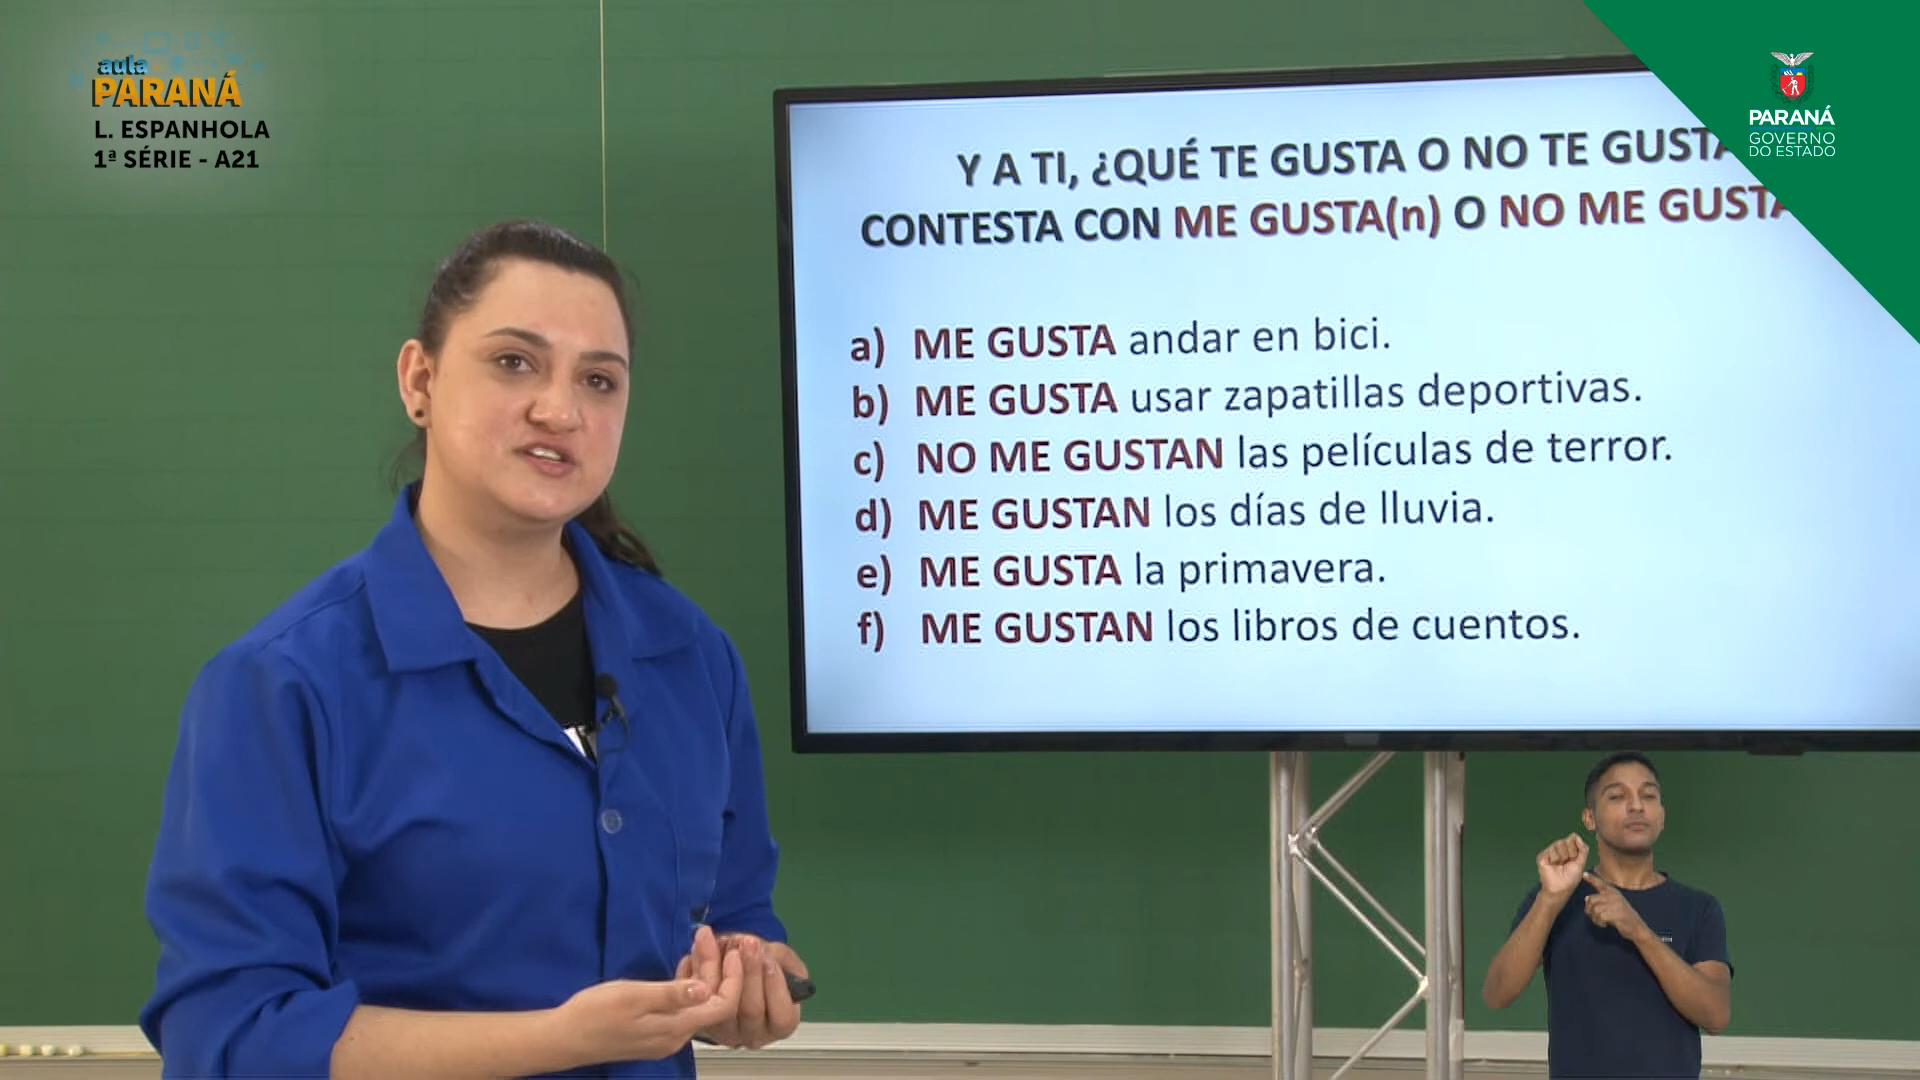 aula
PARANÁ
L. ESPANHOLA
1ª SÉRIE - A21
PARANÁ
GOVERNO
DO ESTADO
Y A TI, ¿QUÉ TE GUSTA O NO TE GUSTA
CONTESTA CON ME GUSTA(n) O NO ME GUSTA
a) ME GUSTA andar en bici.
b) ME GUSTA usar zapatillas deportivas.
c) NO ME GUSTAN las películas de terror.
d) ME GUSTAN los días de lluvia.
e) ME GUSTA la primavera.
f) ME GUSTAN los libros de cuentos.